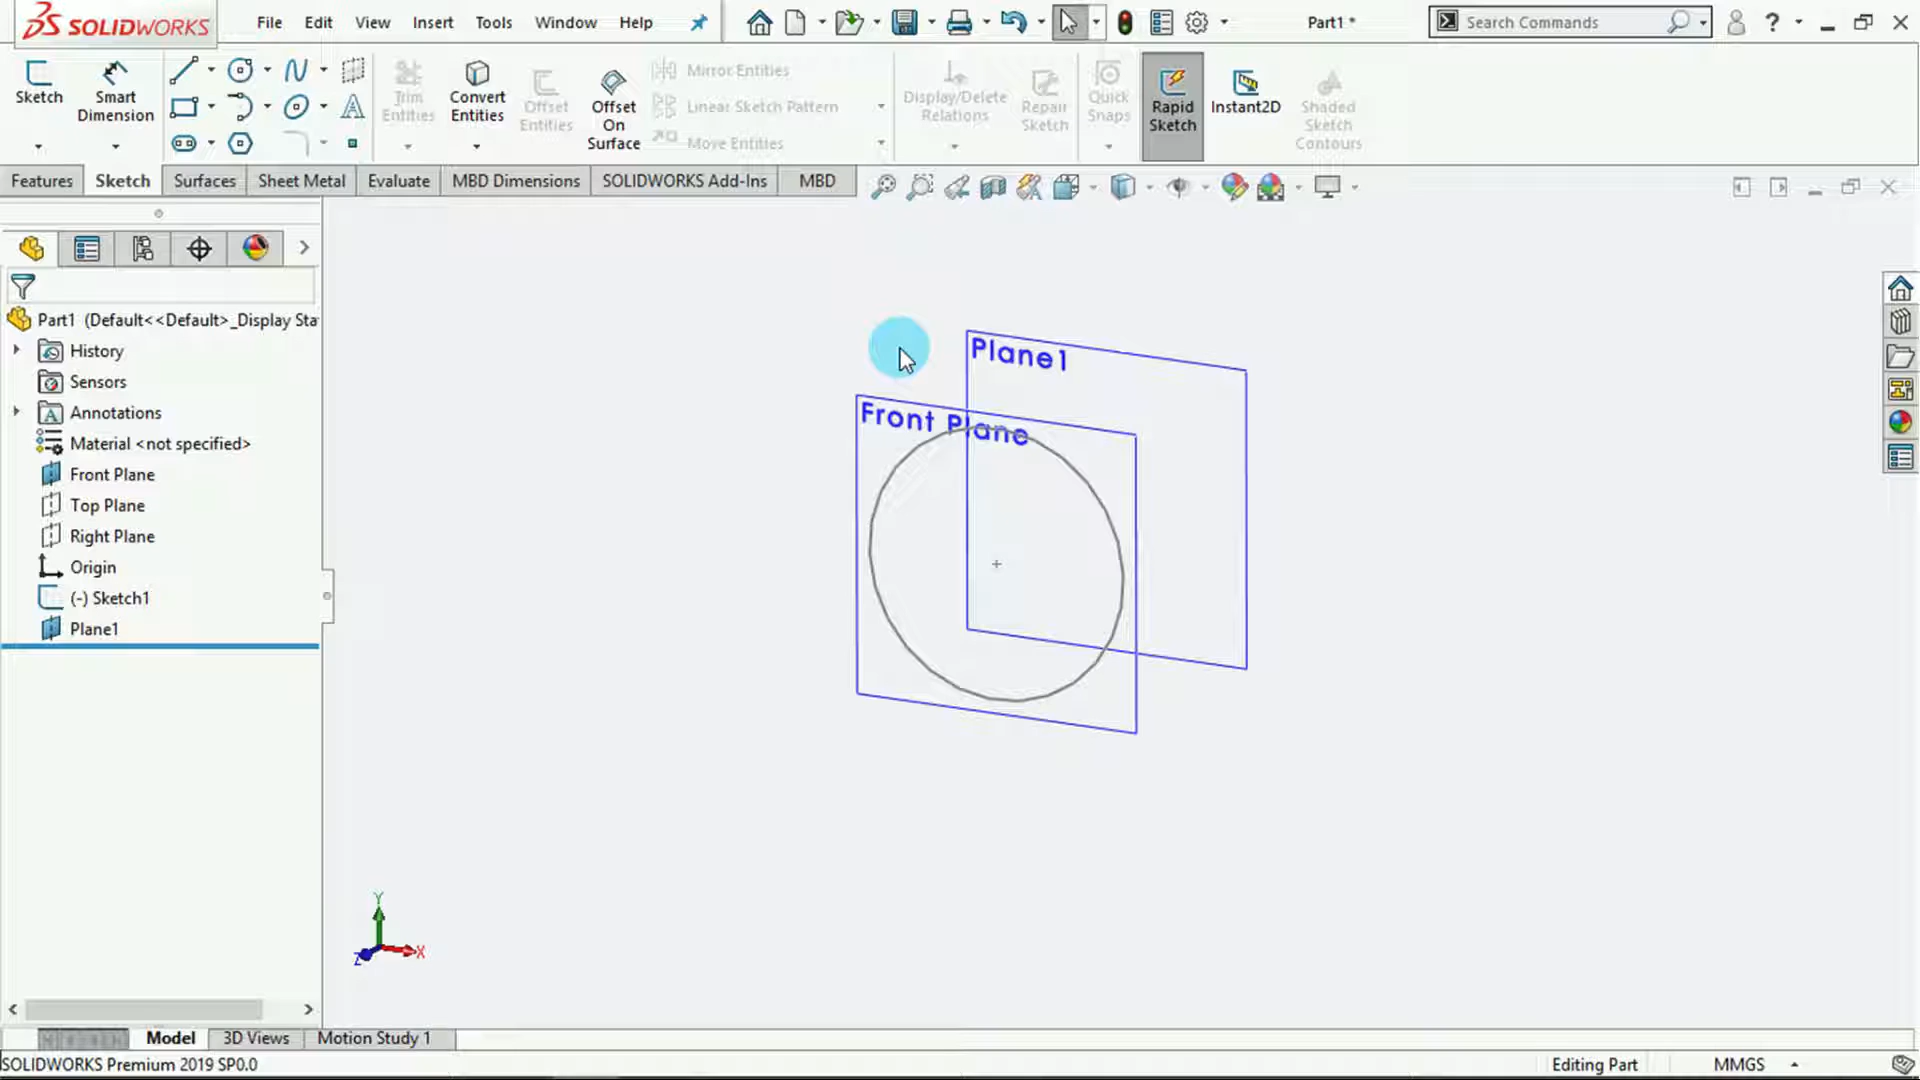 SOLIDWORKS File Edit View Insert Tools Window Help Part1 * Search Commands ?
Sketch Smart Dimension Trim Entities Convert Entities Offset Entities Offset On Surface Mirror Entities Linear Sketch Pattern Move Entities Display/Delete Relations Repair Sketch Quick Snaps Rapid Sketch Instant2D Shaded Sketch Contours
Features Sketch Surfaces Sheet Metal Evaluate MBD Dimensions SOLIDWORKS Add-Ins MBD
Part1 (Default<<Default>_Display Sta
History
Sensors
Annotations
Material <not specified>
Front Plane
Top Plane
Right Plane
Origin
(-) Sketch1
Plane1
Plane1
Front Plane
Y
Z X
Model 3D Views Motion Study 1
SOLIDWORKS Premium 2019 SP0.0 Editing Part MMGS